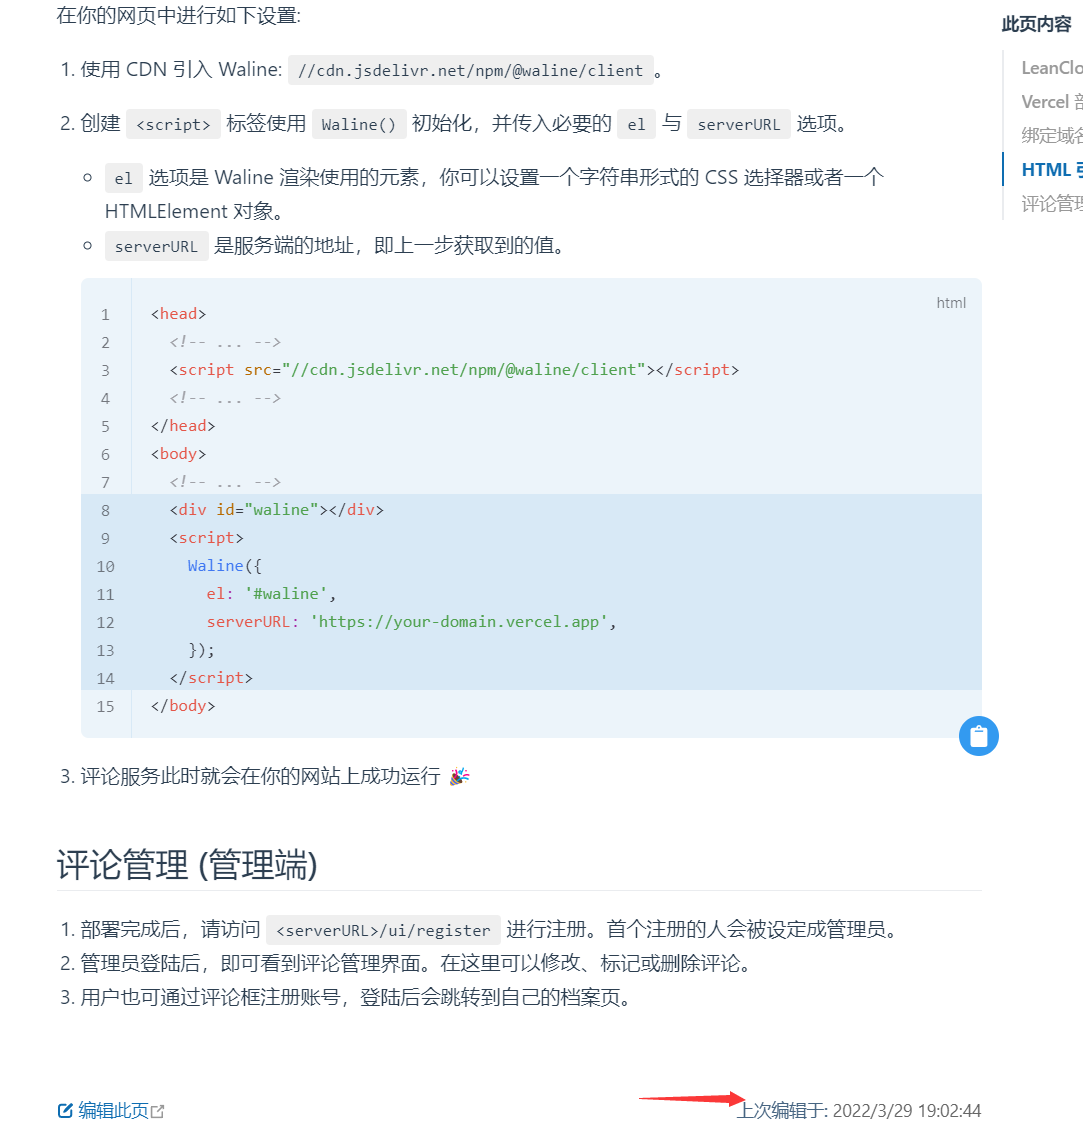 在你的网页中进行如下设置:
此页内容
1. 使用 CDN 引入 Waline: //cdn.jsdelivr.net/npm/@waline/client 。
LeanClo
Vercel 部
2. 创建 <script> 标签使用 Waline() 初始化，并传入必要的 el 与 serverURL 选项。
绑定域名
HTML 引
评论管理
el 选项是 Waline 渲染使用的元素，你可以设置一个字符串形式的 CSS 选择器或者一个
HTMLElement 对象。
serverURL 是服务端的地址，即上一步获取到的值。
html
1 <head>
2 <!-- ... -->
3 <script src="//cdn.jsdelivr.net/npm/@waline/client"></script>
4 <!-- ... -->
5 </head>
6 <body>
7 <!-- ... -->
8 <div id="waline"></div>
9 <script>
10 Waline({
11 el: '#waline',
12 serverURL: 'https://your-domain.vercel.app',
13 });
14 </script>
15 </body>
3. 评论服务此时就会在你的网站上成功运行 🎉
评论管理 (管理端)
1. 部署完成后，请访问 <serverURL>/ui/register 进行注册。首个注册的人会被设定成管理员。
2. 管理员登陆后，即可看到评论管理界面。在这里可以修改、标记或删除评论。
3. 用户也可通过评论框注册账号，登陆后会跳转到自己的档案页。
编辑此页
上次编辑于: 2022/3/29 19:02:44